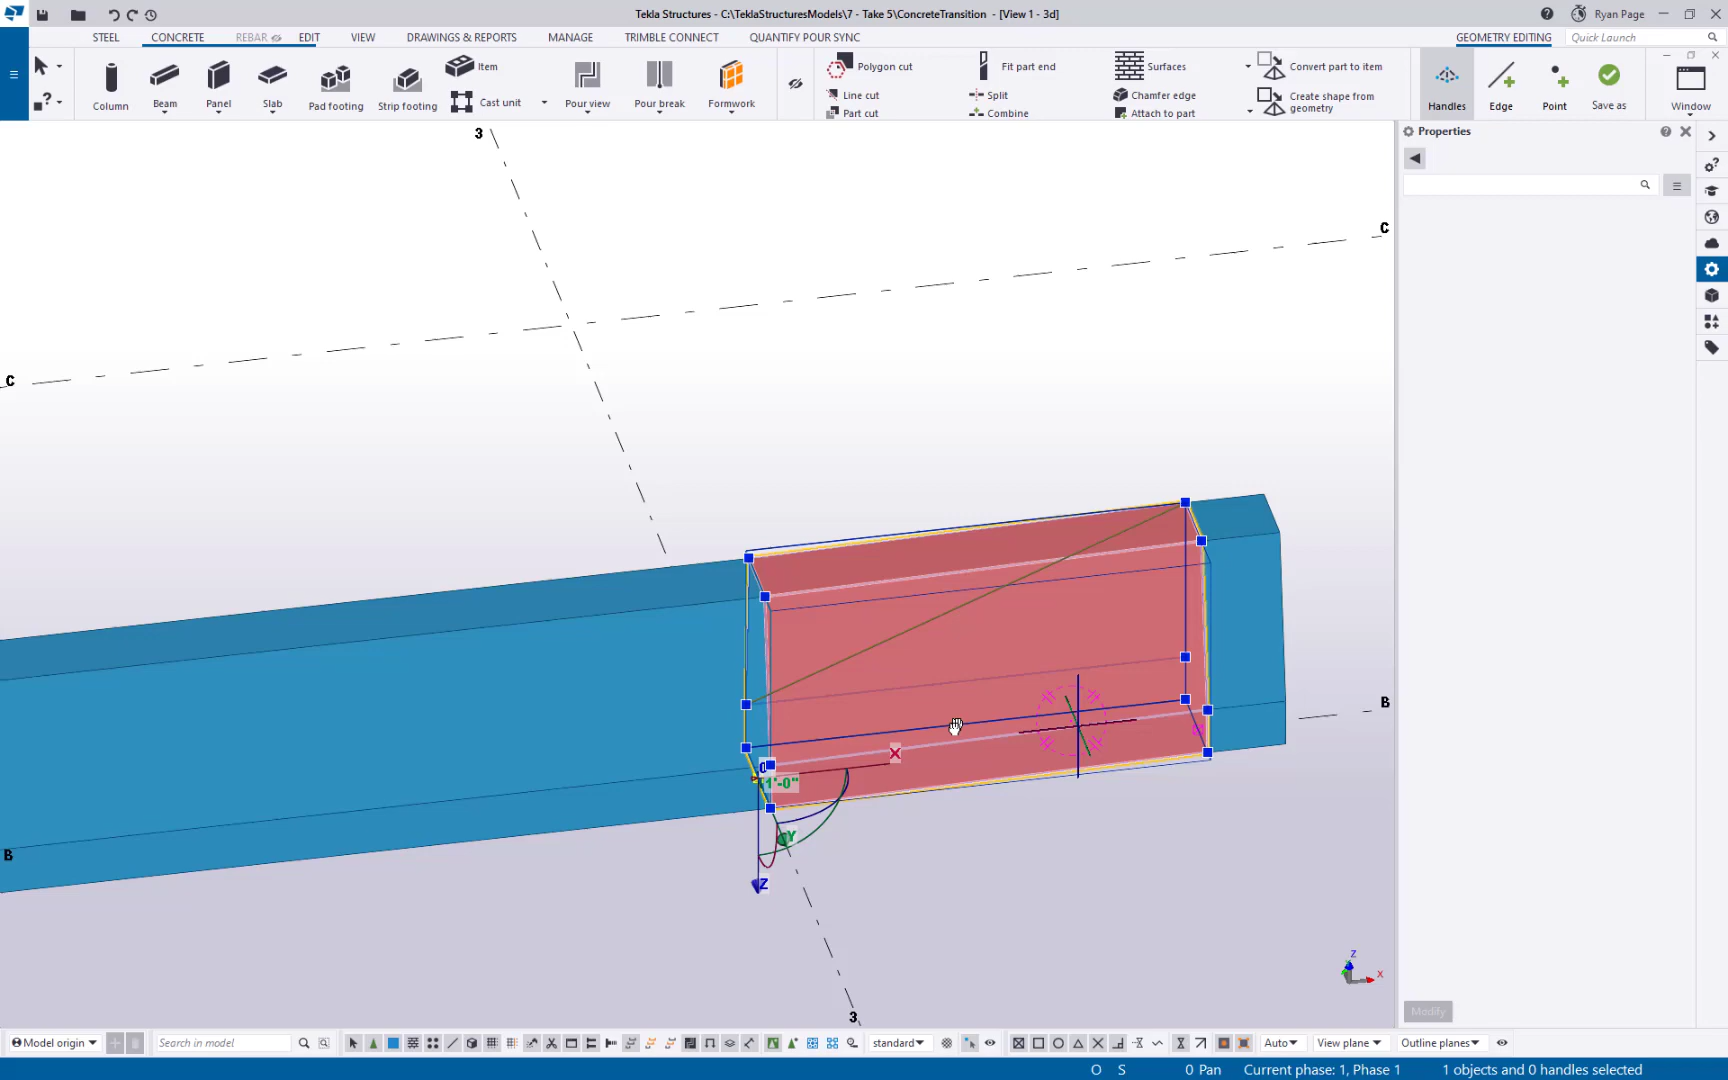 Tekla Structures - C:\TeklaStructuresModels\7 - Take 5\ConcreteTransition - [View 1 - 3d]
Ryan Page
STEEL CONCRETE REBAR EDIT VIEW DRAWINGS & REPORTS MANAGE TRIMBLE CONNECT QUANTIFY POUR SYNC GEOMETRY EDITING Quick Launch
Column Beam Panel Slab Pad footing Strip footing
Item
Cast unit
Pour view Pour break Formwork
Polygon cut Fit part end Surfaces Convert part to item
Line cut Split Chamfer edge Create shape from geometry
Part cut Combine Attach to part
Handles Edge Point Save as Window
Properties
3
C
C
B
X
0
1'-0"
Y
B
Z
3
Z
X
Modify
Model origin Search in model standard Auto View plane Outline planes
O S 0 Pan Current phase: 1, Phase 1 1 objects and 0 handles selected